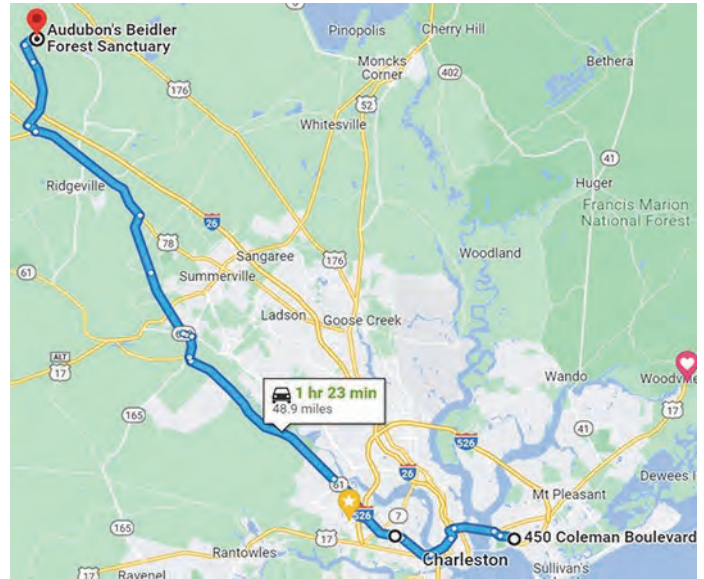 Audubon's Beidler
Forest Sanctuary
Pinopolis
Cherry Hill
Moncks
Corner
402
Bethera
176
52
Whitesville
41
Ridgeville
Huger
Francis Marion
National Forest
26
78
Sangaree
176
Woodland
61
Summerville
Ladson
Goose Creek
ALT
17
Wando
Woodville
165
1 hr 23 min
48.9 miles
17
41
526
26
61
Dewees I
Mt Pleasant
526
7
165
17
450 Coleman Boulevard
Rantowles
Charleston
Sullivan's
Ravenel